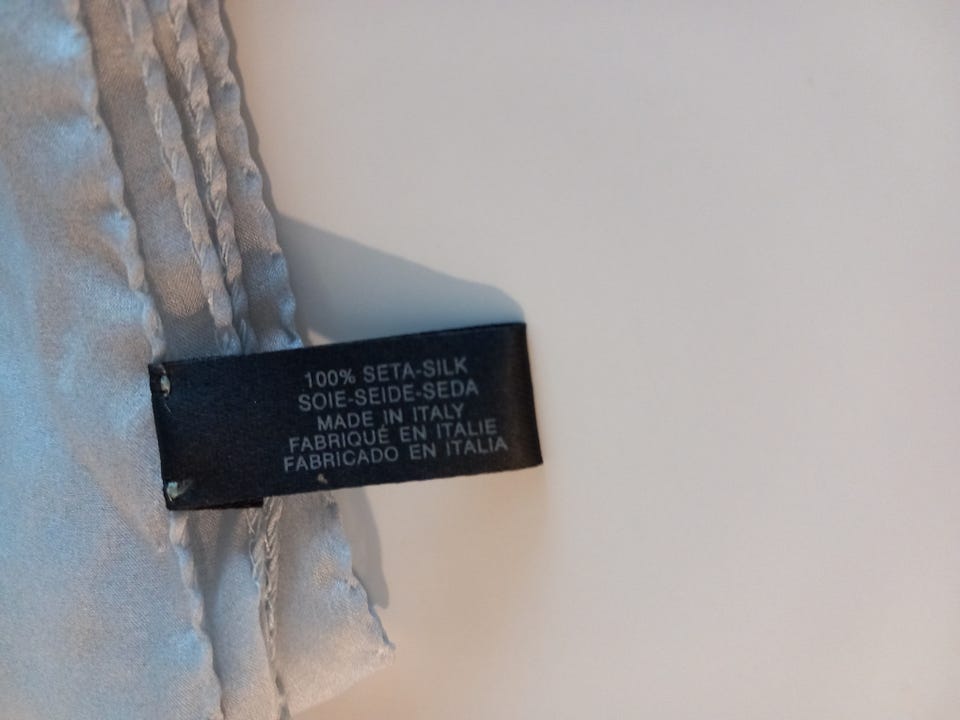 100% SETA-SILK
SOIE-SEIDE-SEDA
MADE IN ITALY
FABRIQUÉ EN ITALIE
FABRICADO EN ITALIA